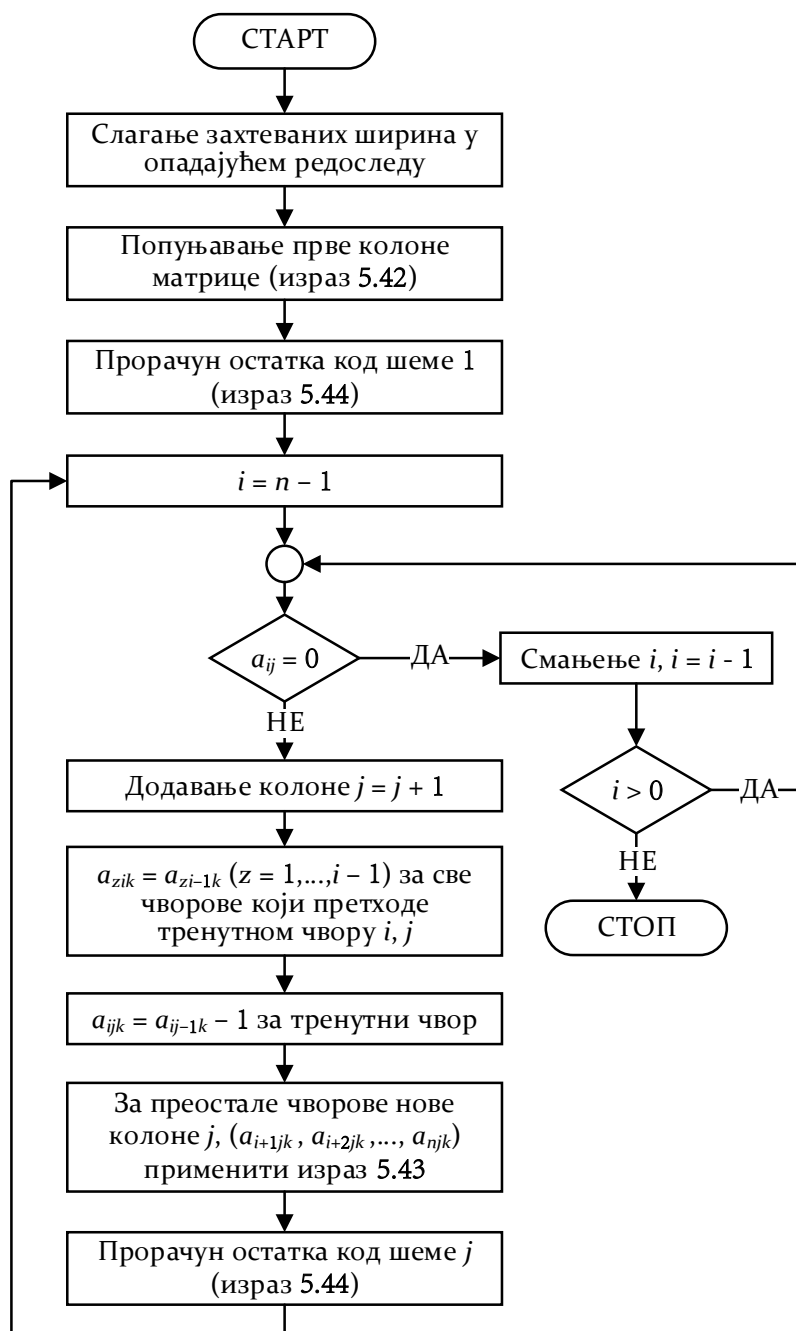 СТАРТ
Слагање захтеваних ширина у
опадајућем редоследу
Попуњавање прве колоне
матрице (израз 5.42)
Прорачун остатка код шеме 1
(израз 5.44)
i = n – 1
aij = 0
ДА
Смањење i, i = i - 1
НЕ
i > 0
ДА
НЕ
СТОП
Додавање колоне j = j + 1
azik = azi–1k (z = 1,...,i – 1) за све
чворове који претходе
тренутном чвору i, j
aijk = aij–1k – 1 за тренутни чвор
За преостале чворове нове
колоне j, (ai+1jk , ai+2jk ,..., anjk)
применити израз 5.43
Прорачун остатка код шеме j
(израз 5.44)